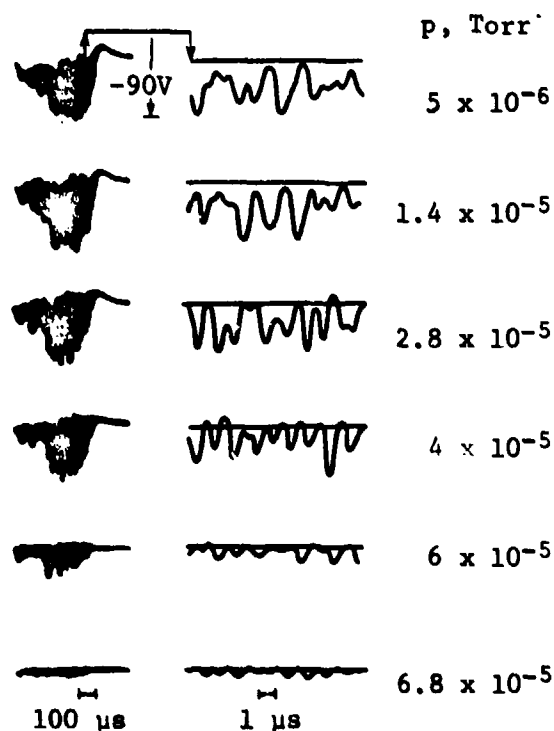 p, Torr
-90V
5 x 10-6
1.4 x 10-5
2.8 x 10-5
4 x 10-5
6 x 10-5
6.8 x 10-5
100 µs 1 µs